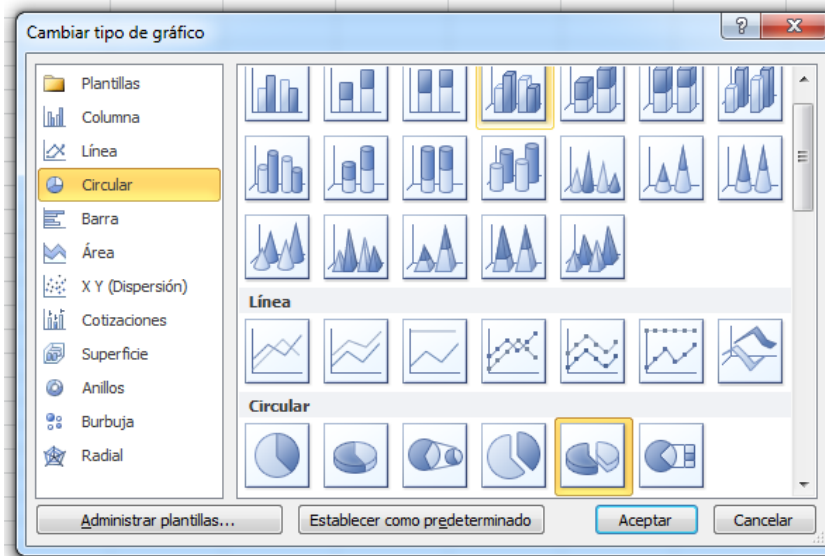 Cambiar tipo de gráfico
Plantillas
Columna
Línea
Circular
Barra
Área
X Y (Dispersión)
Cotizaciones
Superficie
Anillos
Burbuja
Radial
Línea
Circular
Administrar plantillas...
Establecer como predeterminado
Aceptar
Cancelar